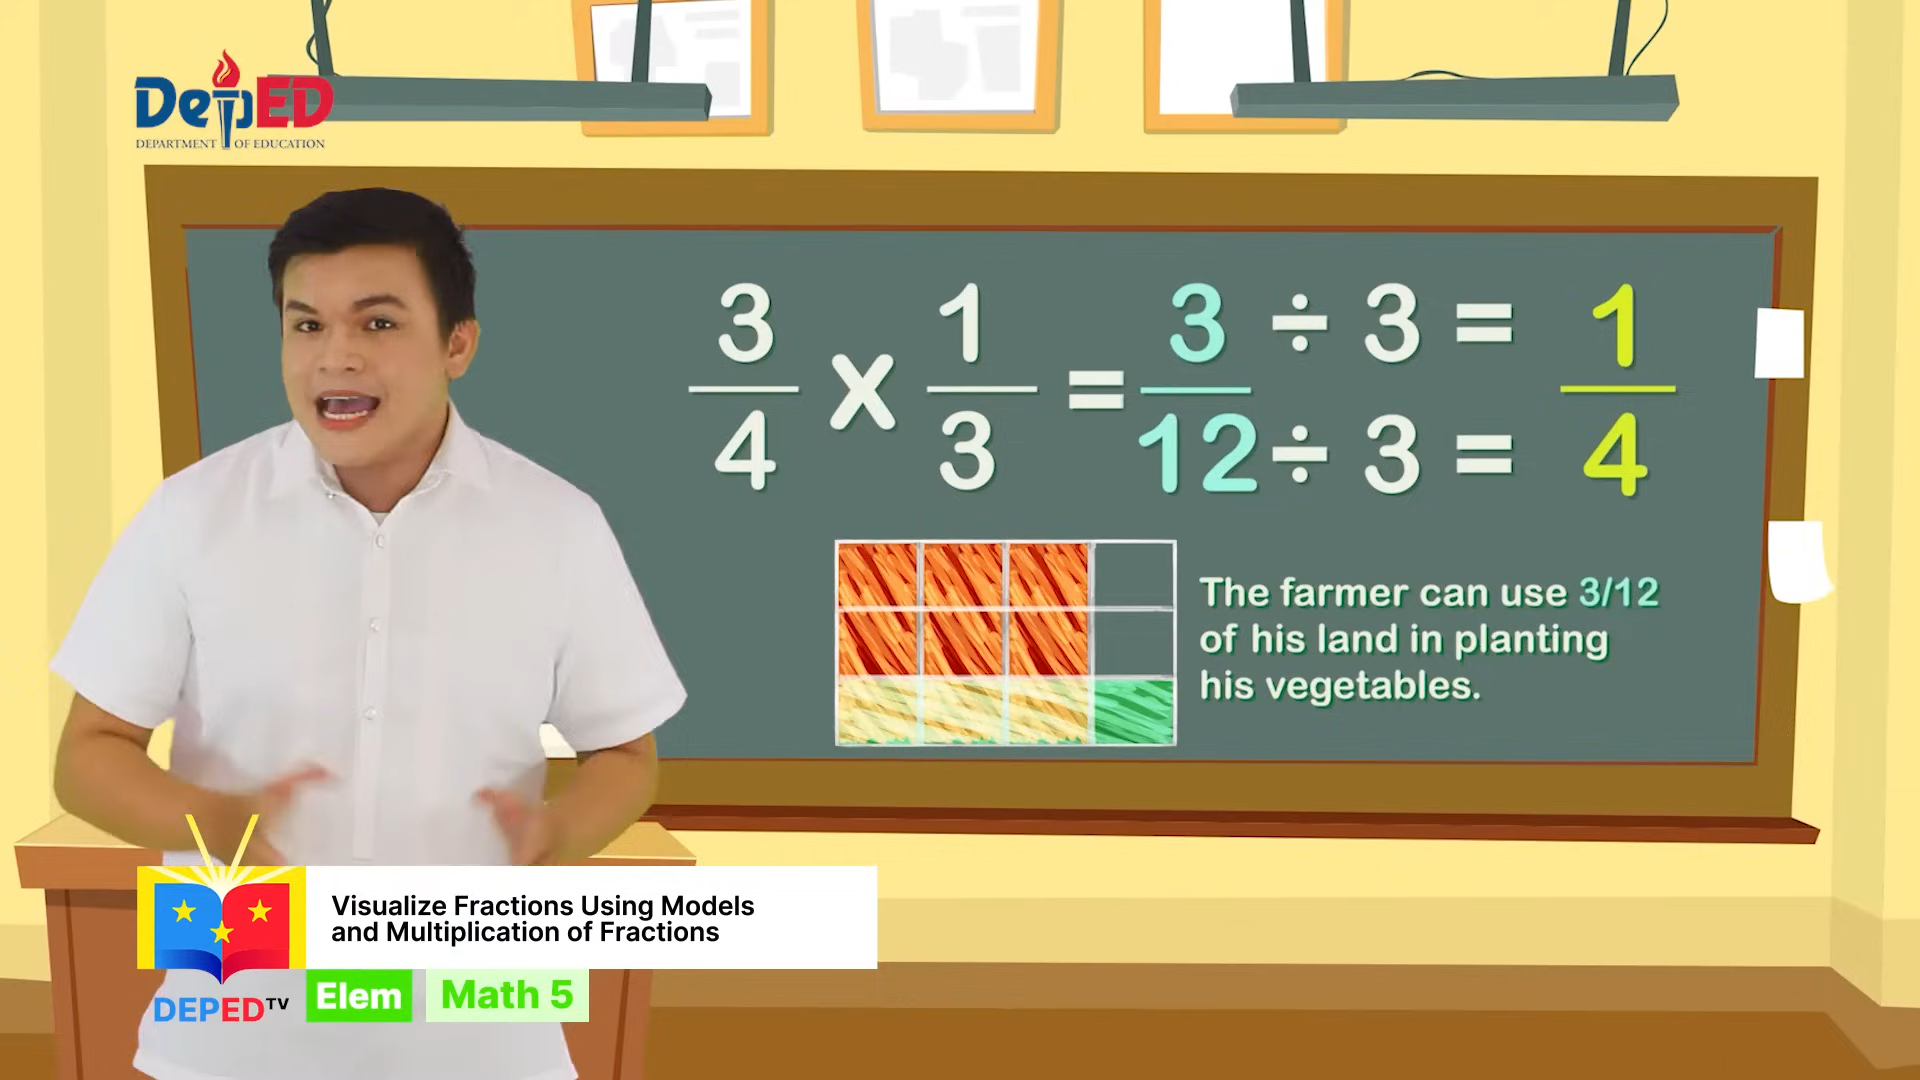 DepED
DEPARTMENT OF EDUCATION
3/4 x 1/3 = 3/12 ÷ 3 = 1/4
÷ 3 =
The farmer can use 3/12
of his land in planting
his vegetables.
Visualize Fractions Using Models
and Multiplication of Fractions
DEPED TV
Elem
Math 5